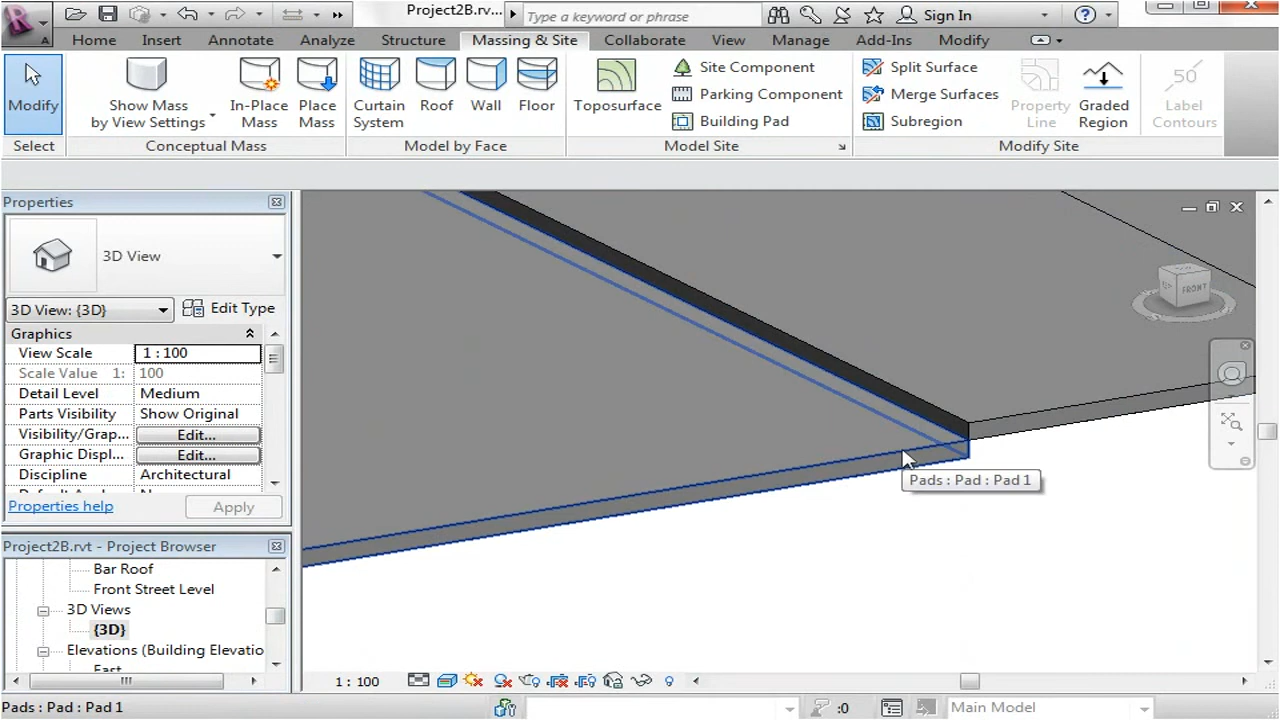 Project2B.rv...
Type a keyword or phrase
Sign In
Home Insert Annotate Analyze Structure Massing & Site Collaborate View Manage Add-Ins Modify
Modify
Show Mass
by View Settings
In-Place
Mass
Place
Mass
Curtain
System
Roof
Wall
Floor
Toposurface
Site Component
Parking Component
Building Pad
Split Surface
Merge Surfaces
Subregion
Property
Line
Graded
Region
50
Label
Contours
Select Conceptual Mass Model by Face Model Site Modify Site
Properties
3D View
3D View: {3D} Edit Type
Graphics
View Scale 1 : 100
Scale Value 1: 100
Detail Level Medium
Parts Visibility Show Original
Visibility/Grap... Edit...
Graphic Displ... Edit...
Discipline Architectural
Properties help Apply
Project2B.rvt - Project Browser
Bar Roof
Front Street Level
3D Views
{3D}
Elevations (Building Elevatio
East
FRONT
Pads : Pad : Pad 1
1 : 100
Pads : Pad : Pad 1
:0
Main Model